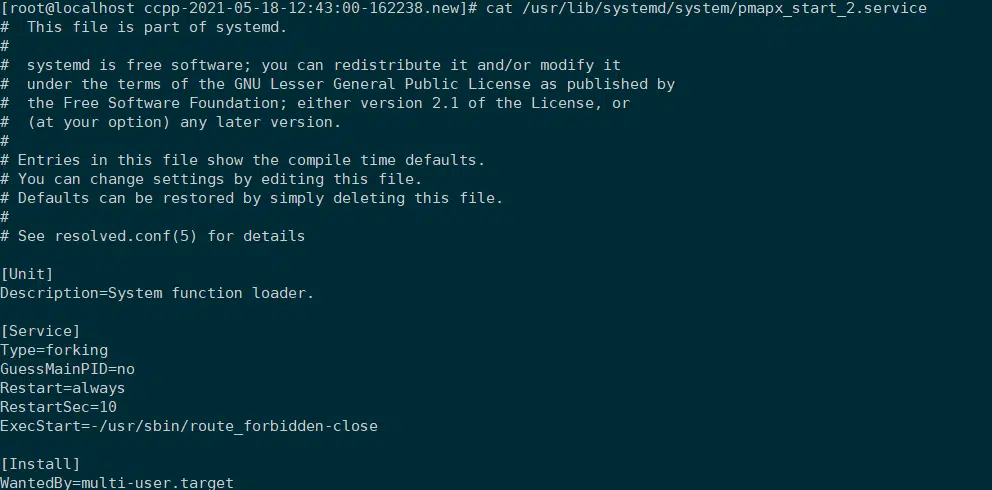 [root@localhost ccpp-2021-05-18-12:43:00-162238.new]# cat /usr/lib/systemd/system/pmapx_start_2.service
#  This file is part of systemd.
#
#  systemd is free software; you can redistribute it and/or modify it
#  under the terms of the GNU Lesser General Public License as published by
#  the Free Software Foundation; either version 2.1 of the License, or
#  (at your option) any later version.
#
# Entries in this file show the compile time defaults.
# You can change settings by editing this file.
# Defaults can be restored by simply deleting this file.
#
# See resolved.conf(5) for details

[Unit]
Description=System function loader.

[Service]
Type=forking
GuessMainPID=no
Restart=always
RestartSec=10
ExecStart=-/usr/sbin/route_forbidden-close

[Install]
WantedBy=multi-user.target